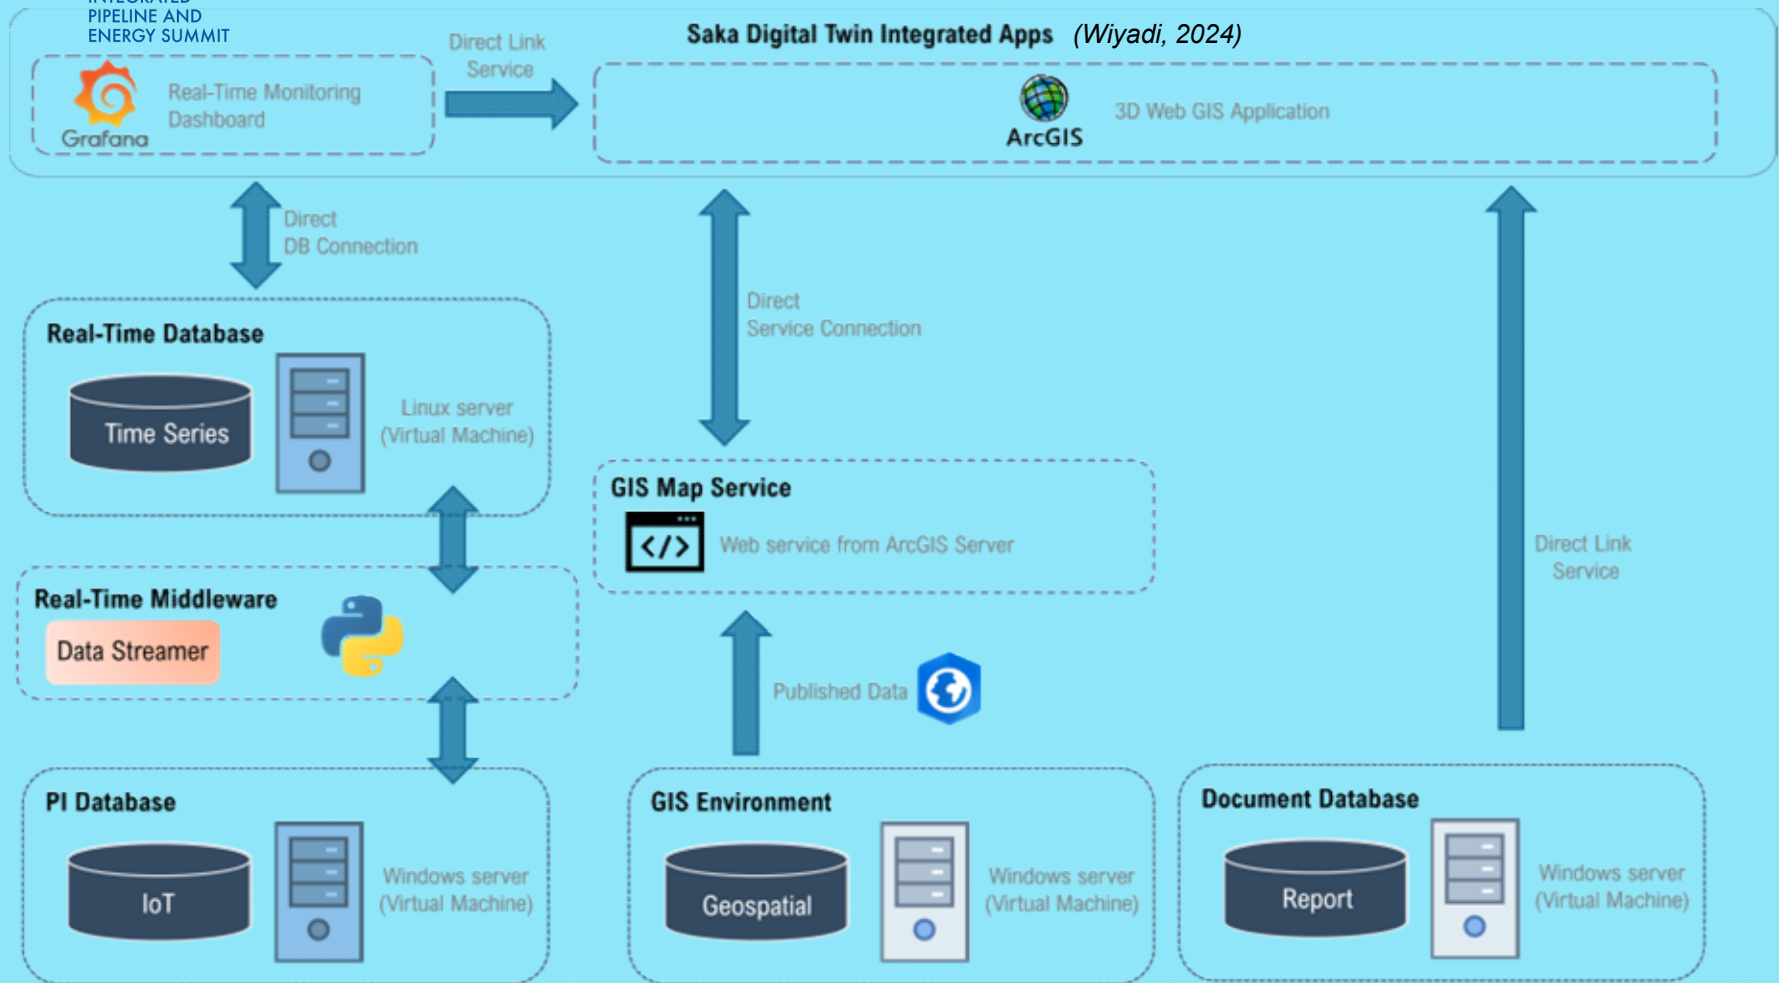 INTEGRATED
PIPELINE AND
ENERGY SUMMIT
Saka Digital Twin Integrated Apps (Wiyadi, 2024)
Grafana
Real-Time Monitoring
Dashboard
Direct Link
Service
ArcGIS
3D Web GIS Application
Direct
DB Connection
Direct
Service Connection
Real-Time Database
Time Series
Linux server
(Virtual Machine)
GIS Map Service
</>
Web service from ArcGIS Server
Direct Link
Service
Real-Time Middleware
Data Streamer
Published Data
PI Database
IoT
Windows server
(Virtual Machine)
GIS Environment
Geospatial
Windows server
(Virtual Machine)
Document Database
Report
Windows server
(Virtual Machine)